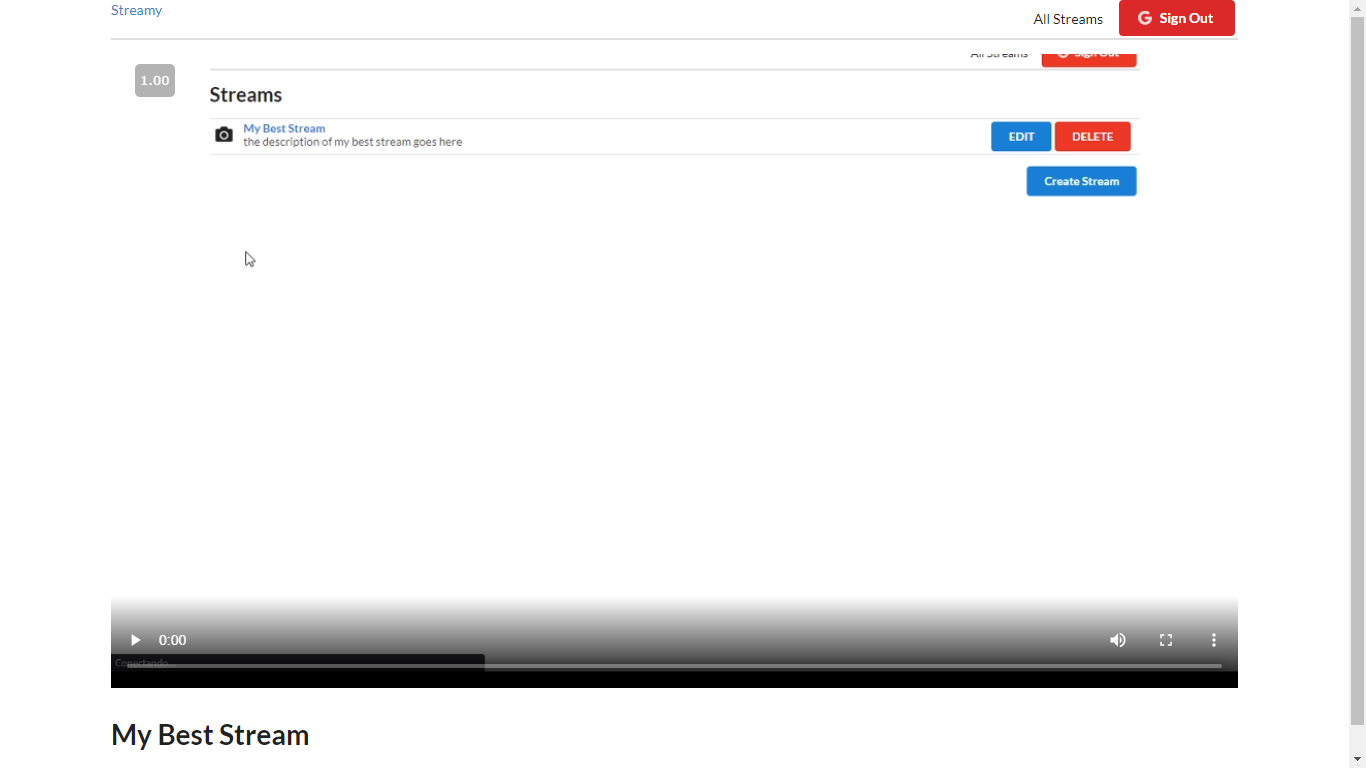 Streamy
All Streams
Sign Out
1.00
All Streams
Sign Out
Streams
My Best Stream
the description of my best stream goes here
EDIT
DELETE
Create Stream
0:00
Conectando...
My Best Stream